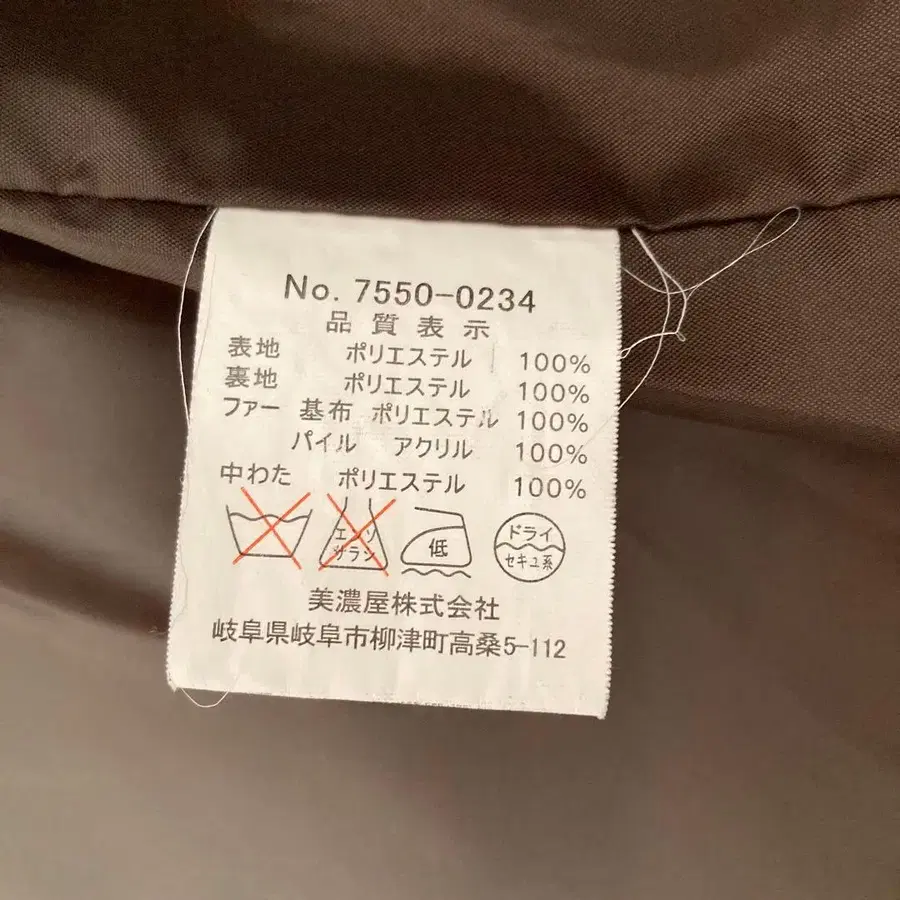 No. 7550-0234
品質表示
表地 ポリエステル 100%
裏地 ポリエステル 100%
ファー 基布 ポリエステル 100%
パイル アクリル 100%
中わた ポリエステル 100%
エンソ
サラシ
低
ドライ
セキユ系
美濃屋株式会社
岐阜県岐阜市柳津町高桑5-112